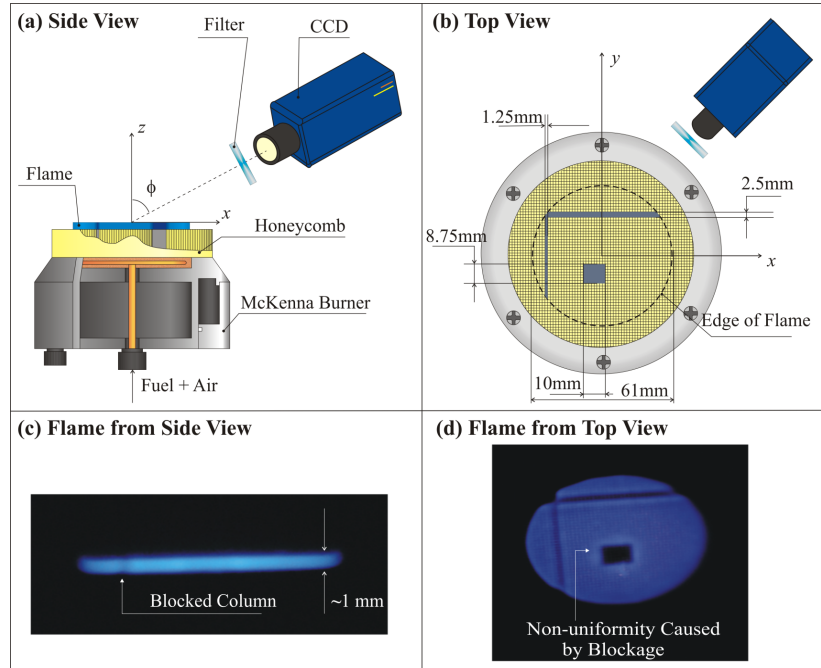 (a) Side View
Filter
CCD
z
ϕ
Flame
x
Honeycomb
McKenna Burner
Fuel + Air
(b) Top View
y
1.25mm
2.5mm
8.75mm
x
Edge of Flame
10mm
61mm
(c) Flame from Side View
Blocked Column
~1 mm
(d) Flame from Top View
Non-uniformity Caused
by Blockage